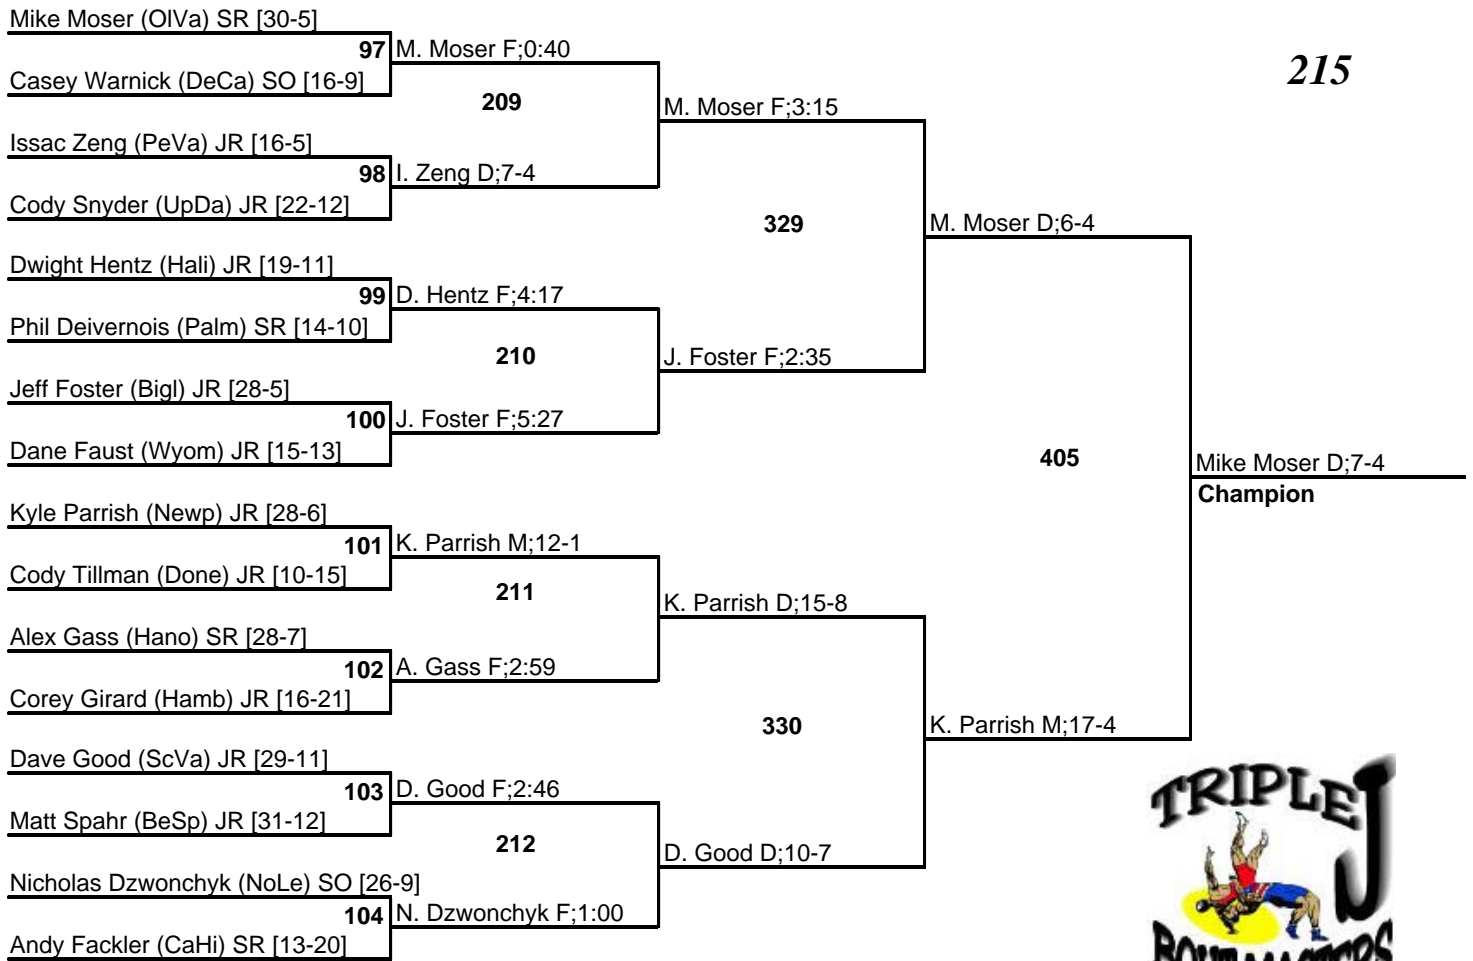 Mike Moser (OlVa) SR [30-5]
97 M. Moser F;0:40
215
Casey Warnick (DeCa) SO [16-9]
209
M. Moser F;3:15
Issac Zeng (PeVa) JR [16-5]
98 I. Zeng D;7-4
Cody Snyder (UpDa) JR [22-12]
329
M. Moser D;6-4
Dwight Hentz (Hali) JR [19-11]
99 D. Hentz F;4:17
Phil Deivernois (Palm) SR [14-10]
210
J. Foster F;2:35
Jeff Foster (Bigl) JR [28-5]
100 J. Foster F;5:27
Dane Faust (Wyom) JR [15-13]
405
Mike Moser D;7-4
Champion
Kyle Parrish (Newp) JR [28-6]
101 K. Parrish M;12-1
Cody Tillman (Done) JR [10-15]
211
K. Parrish D;15-8
Alex Gass (Hano) SR [28-7]
102 A. Gass F;2:59
Corey Girard (Hamb) JR [16-21]
330
K. Parrish M;17-4
Dave Good (ScVa) JR [29-11]
103 D. Good F;2:46
Matt Spahr (BeSp) JR [31-12]
212
D. Good D;10-7
Nicholas Dzwonchyk (NoLe) SO [26-9]
104 N. Dzwonchyk F;1:00
Andy Fackler (CaHi) SR [13-20]
TRIPLE J
BOUT MASTERS